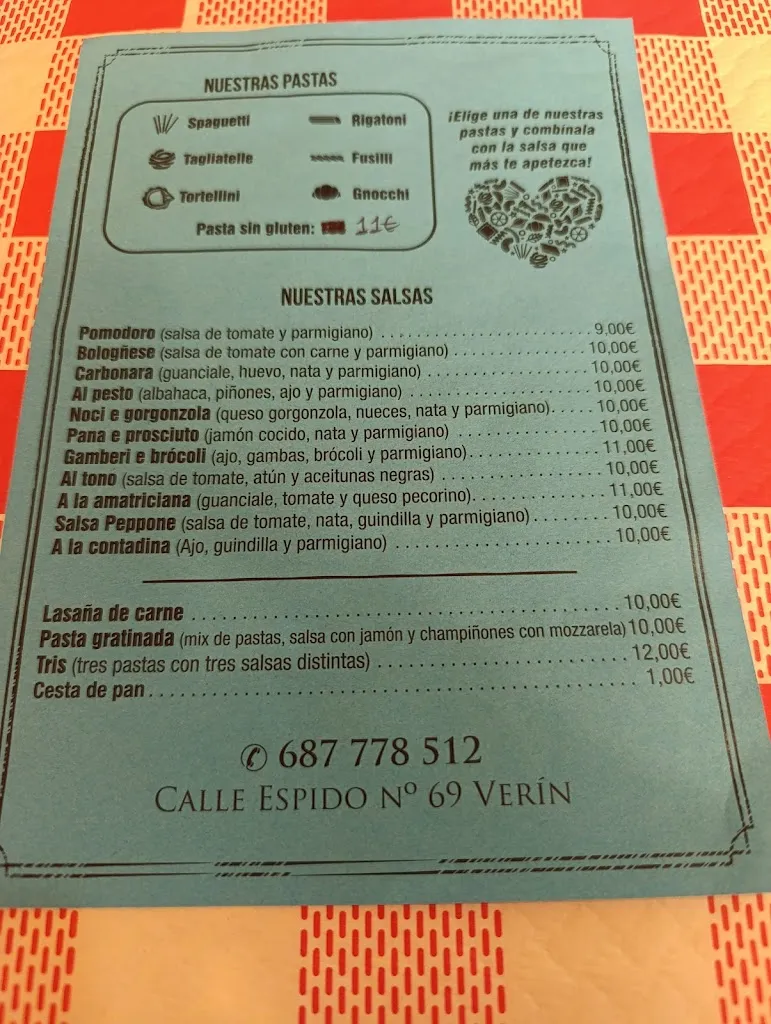 NUESTRAS PASTAS
Spaguetti
Rigatoni
Tagliatelle
Fusilli
Tortellini
Gnocchi
Pasta sin gluten: 11€
¡Elige una de nuestras
pastas y combínala
con la salsa que
más te apetezca!
NUESTRAS SALSAS
Pomodoro (salsa de tomate y parmigiano) 9,00€
Bologñese (salsa de tomate con carne y parmigiano) 10,00€
Carbonara (guanciale, huevo, nata y parmigiano) 10,00€
Al pesto (albahaca, piñones, ajo y parmigiano) 10,00€
Noci e gorgonzola (queso gorgonzola, nueces, nata y parmigiano) 10,00€
Pana e prosciuto (jamón cocido, nata y parmigiano) 10,00€
Gamberi e brócoli (ajo, gambas, brócoli y parmigiano) 11,00€
Al tono (salsa de tomate, atún y aceitunas negras) 10,00€
A la amatriciana (guanciale, tomate y queso pecorino) 11,00€
Salsa Peppone (salsa de tomate, nata, guindilla y parmigiano) 10,00€
A la contadina (Ajo, guindilla y parmigiano) 10,00€
Lasaña de carne 10,00€
Pasta gratinada (mix de pastas, salsa con jamón y champiñones con mozzarela) 10,00€
Tris (tres pastas con tres salsas distintas) 12,00€
Cesta de pan 1,00€
✆ 687 778 512
CALLE ESPIDO Nº 69 VERÍN